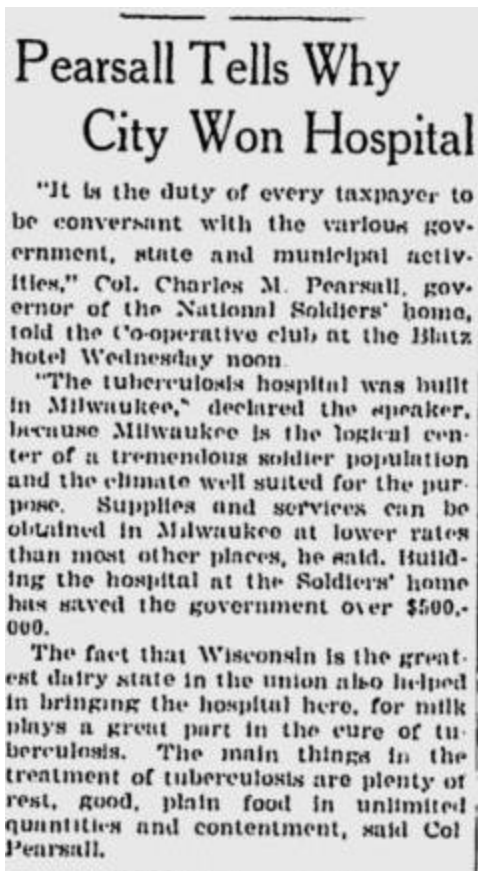 Pearsall Tells Why
City Won Hospital
"It is the duty of every taxpayer to
be conversant with the various gov-
ernment, state and municipal activ-
ities," Col. Charles M. Pearsall, gov-
ernor of the National Soldiers' home,
told the Co-operative club at the Blatz
hotel Wednesday noon.
"The tuberculosis hospital was built
in Milwaukee," declared the speaker,
because Milwaukee is the logical cen-
ter of a tremendous soldier population
and the climate well suited for the pur-
pose. Supplies and services can be
obtained in Milwaukee at lower rates
than most other places, he said. Build-
ing the hospital at the Soldiers' home
has saved the government over $500,-
000.
The fact that Wisconsin is the great-
est dairy state in the union also helped
in bringing the hospital here, for milk
plays a great part in the cure of tu-
berculosis. The main things in the
treatment of tuberculosis are plenty of
rest, good, plain food in unlimited
quantities and contentment, said Col
Pearsall.